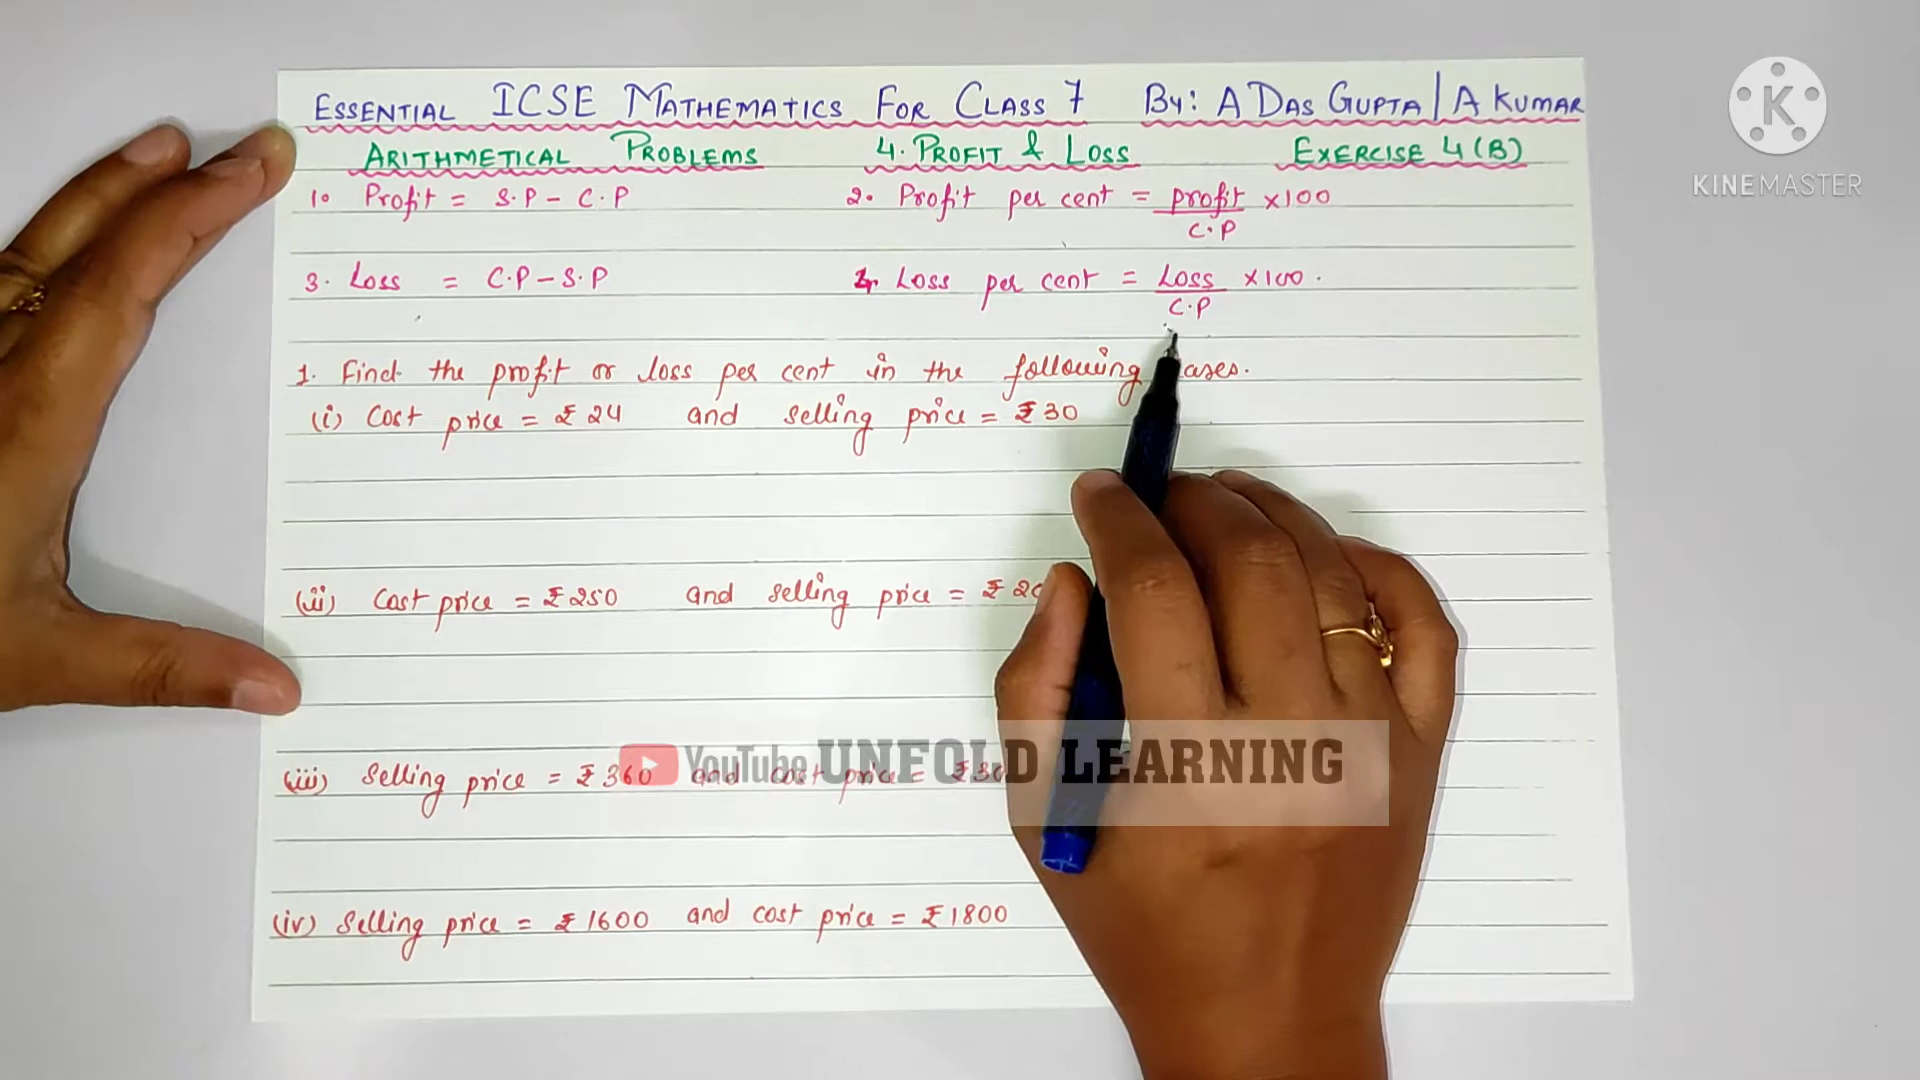 ESSENTIAL ICSE MATHEMATICS FOR CLASS 7 BY: A DAS GUPTA | A KUMAR
ARITHMETICAL PROBLEMS 4. PROFIT & LOSS EXERCISE 4(B)
1. Profit = S.P - C.P 2. Profit per cent = profit/C.P ×100
3. Loss = C.P - S.P 4. Loss per cent = Loss/C.P ×100.
1. Find the profit or loss per cent in the following cases.
(i) Cost price = ₹ 24 and selling price = ₹ 30
(ii) Cost price = ₹ 250 and selling price = ₹
(iii) Selling price = ₹ 360 and cost price = ₹
(iv) Selling price = ₹ 1600 and cost price = ₹ 1800
YouTube UNFOLD LEARNING
K
KINEMASTER